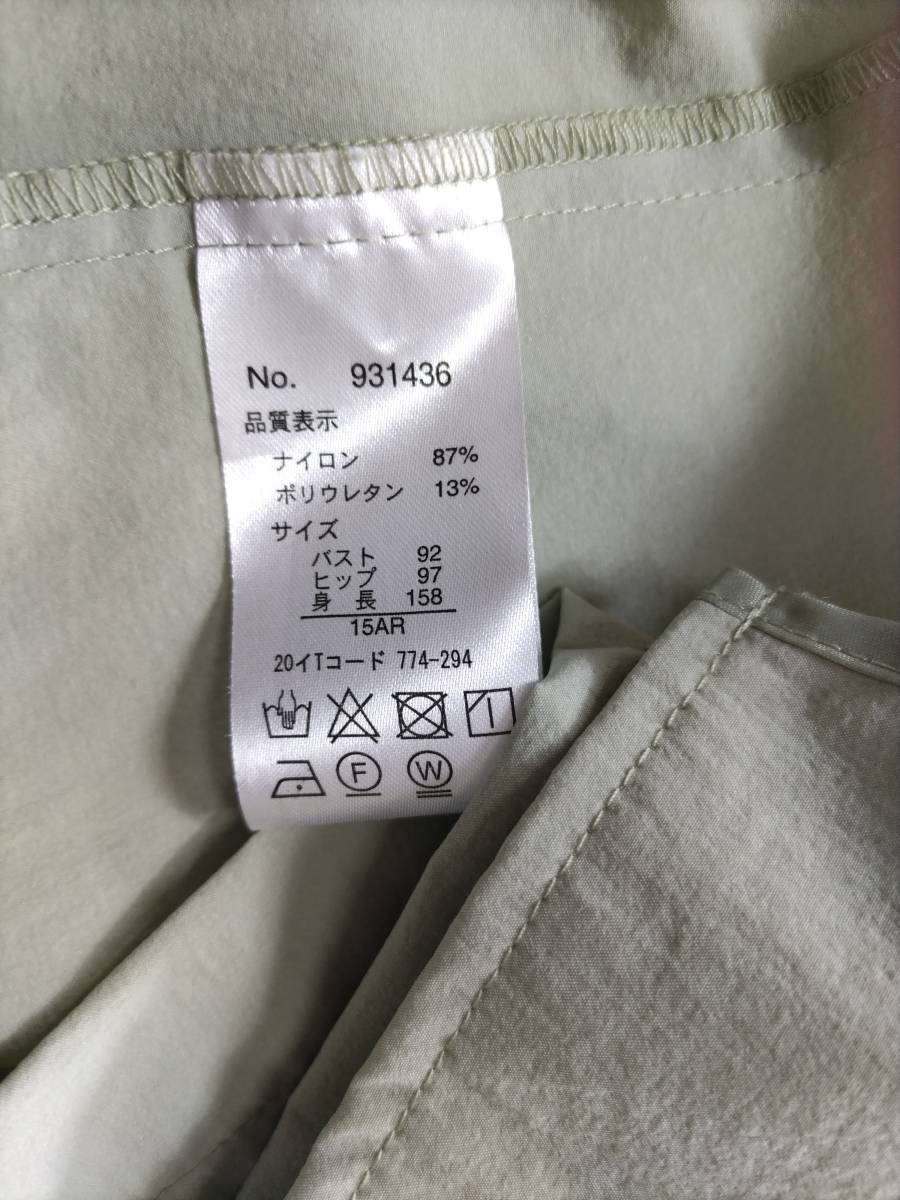 No. 931436
品質表示
ナイロン 87%
ポリウレタン 13%
サイズ
バスト 92
ヒップ 97
身 長 158
15AR
20イTコード 774-294
F W